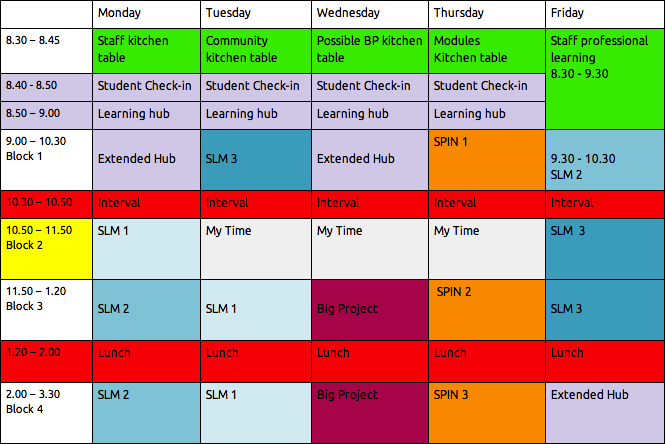 Monday Tuesday Wednesday Thursday Friday
8.30 – 8.45 Staff kitchen table Community kitchen table Possible BP kitchen table Modules Kitchen table Staff professional learning 8.30 - 9.30
8.40 - 8.50 Student Check-in Student Check-in Student Check-in Student Check-in
8.50 – 9.00 Learning hub Learning hub Learning hub Learning hub
9.00 – 10.30 Block 1 Extended Hub SLM 3 Extended Hub SPIN 1 9.30 - 10.30 SLM 2
10.30 – 10.50 Interval Interval Interval Interval Interval
10.50 – 11.50 Block 2 SLM 1 My Time My Time My Time SLM 3
11.50 – 1.20 Block 3 SLM 2 SLM 1 Big Project SPIN 2 SLM 3
1.20 – 2.00 Lunch Lunch Lunch Lunch Lunch
2.00 – 3.30 Block 4 SLM 2 SLM 1 Big Project SPIN 3 Extended Hub